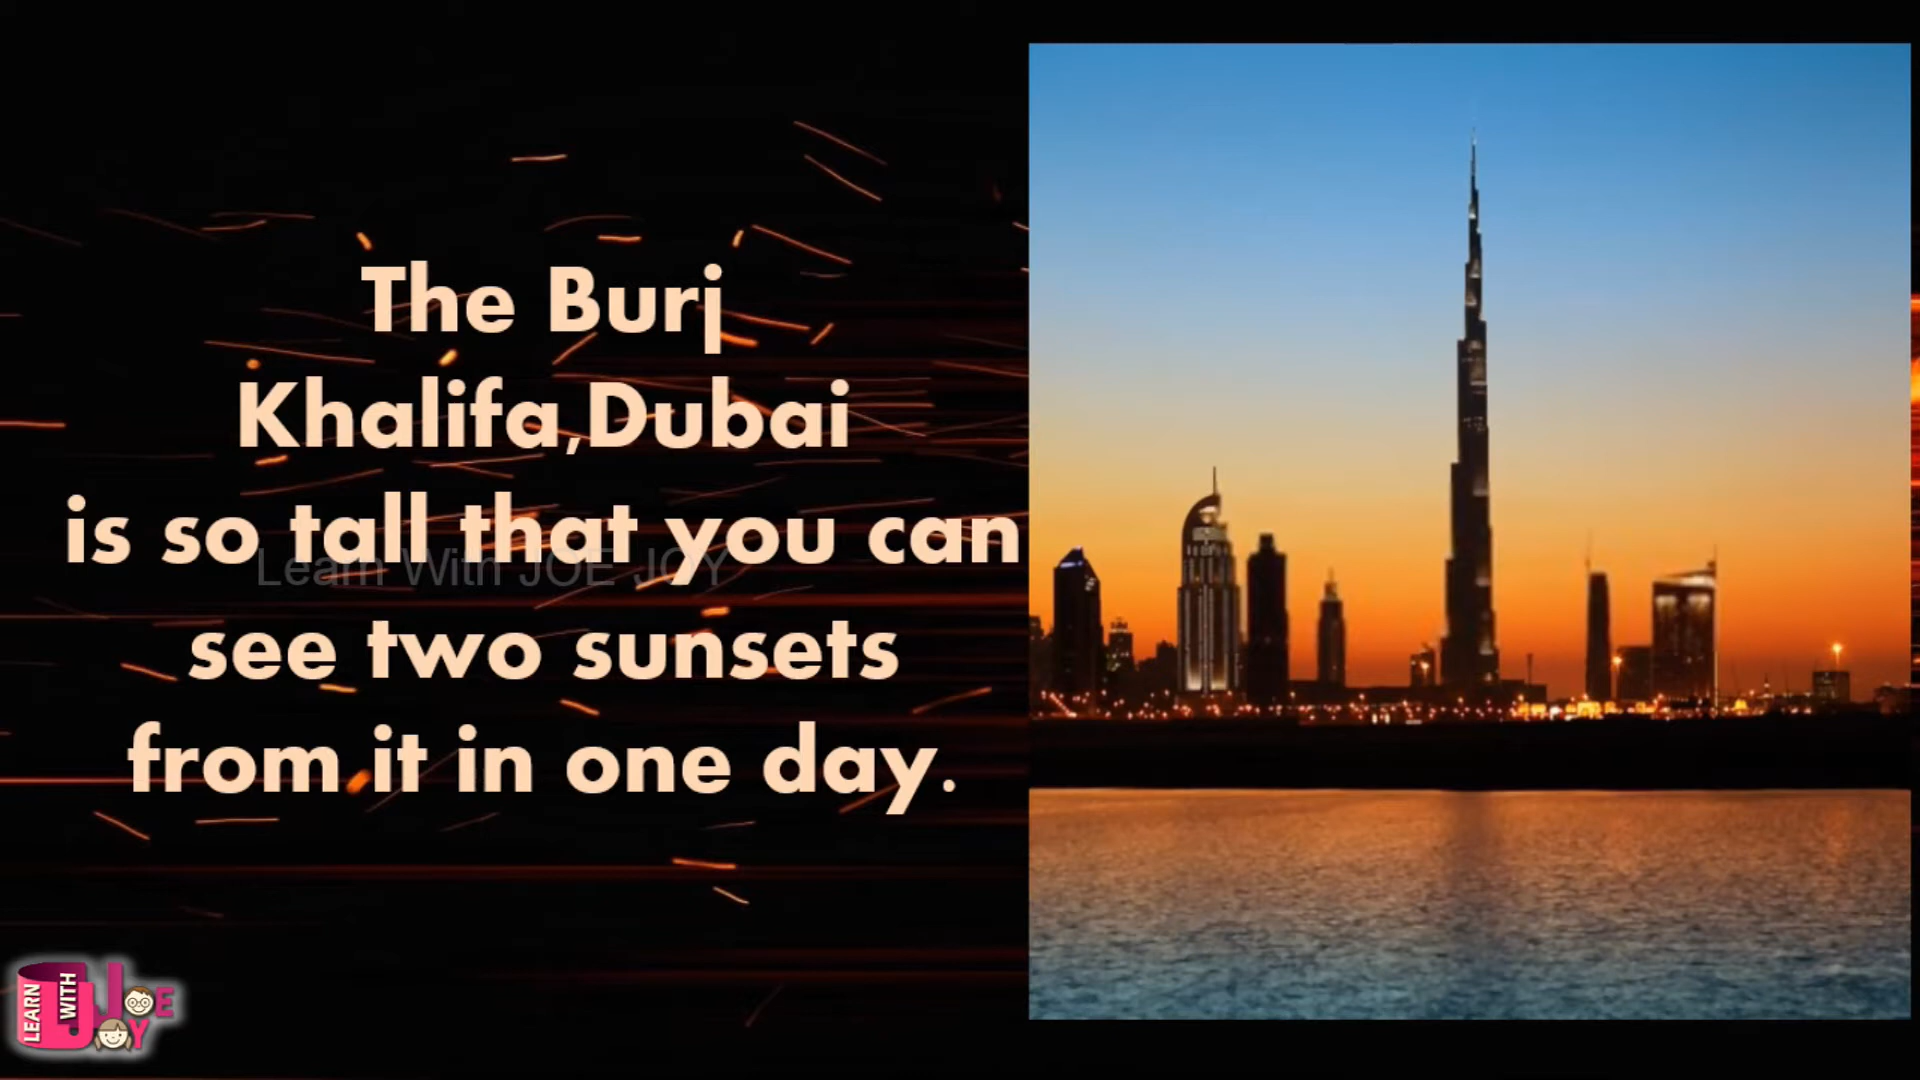 The Burj
Khalifa,Dubai
is so tall that you can
Learn With JOE JOY
see two sunsets
from it in one day.
LEARN WITH JOE JOY